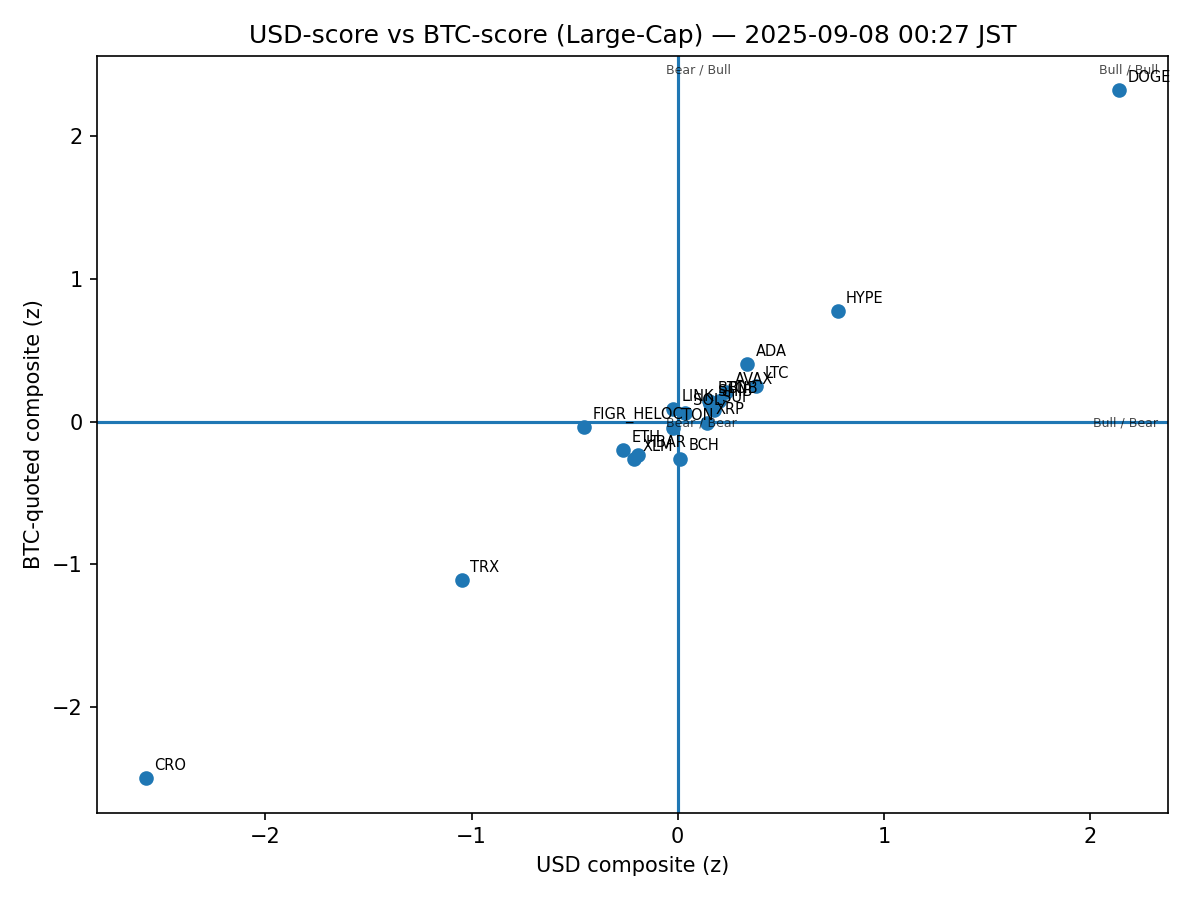 USD-score vs BTC-score (Large-Cap) — 2025-09-08 00:27 JST
Bear / Bull
Bull / Bull
DOGE
2
HYPE
1
ADA
LTC
AVAX
LINK
SOL
XRP
FIGR_HELOC
TON
0
Bear / Bear
Bull / Bear
ETH
HBAR
XLM
BCH
−1
TRX
−2
CRO
−2
−1
0
1
2
USD composite (z)
BTC-quoted composite (z)